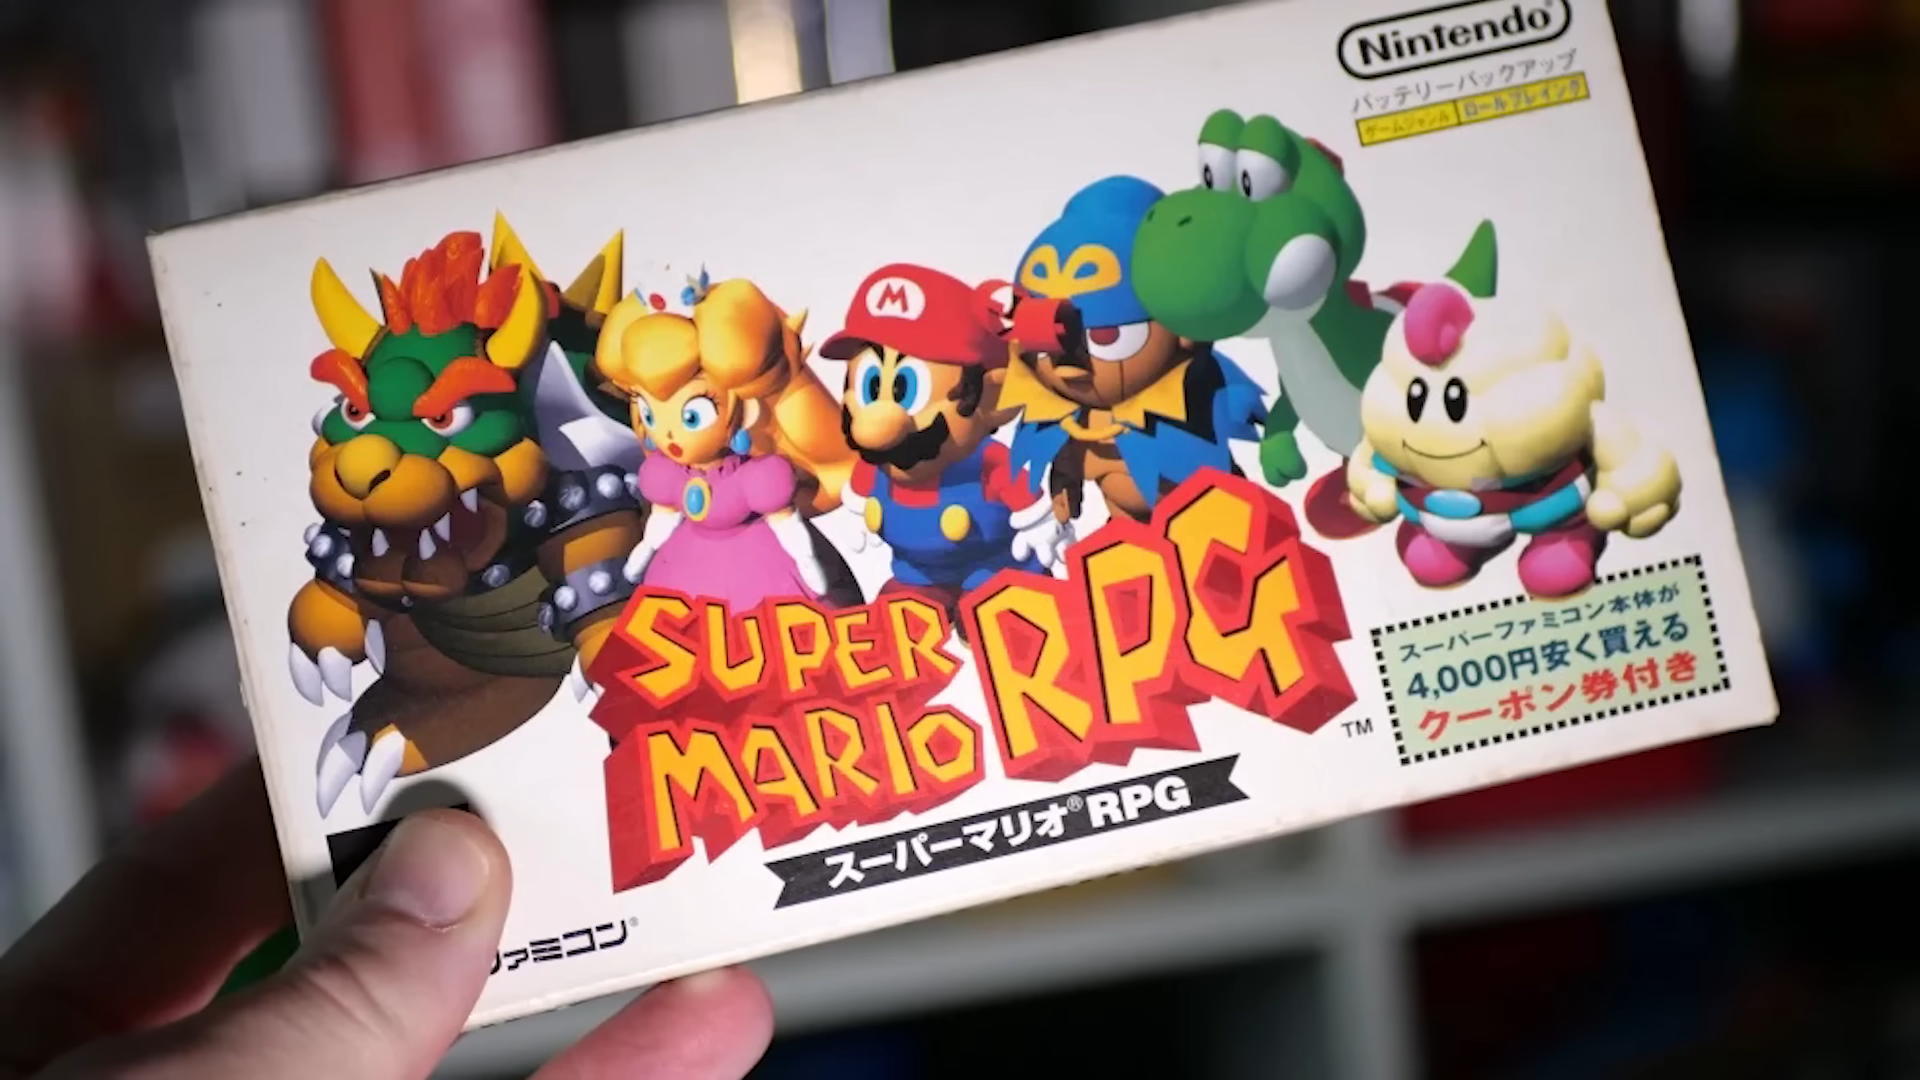 Nintendo®
バッテリーバックアップ
ゲームジャンル ロールプレイング
M
SUPER
MARIO RPG
TM
スーパーマリオ®RPG
スーパーファミコン本体が
4,000円安く買える
クーポン券付き
ファミコン®